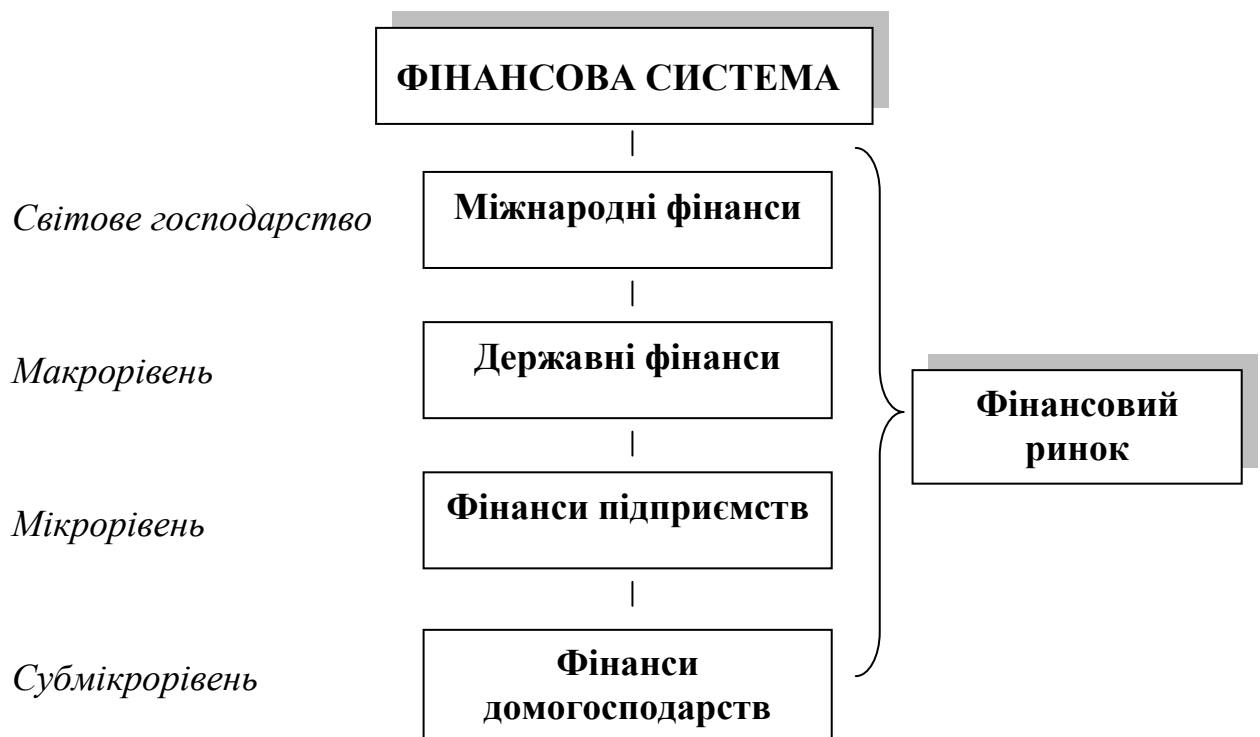 ФІНАНСОВА СИСТЕМА
Світове господарство
Міжнародні фінанси
Макрорівень
Державні фінанси
Фінансовий
ринок
Мікрорівень
Фінанси підприємств
Субмікрорівень
Фінанси
домогосподарств